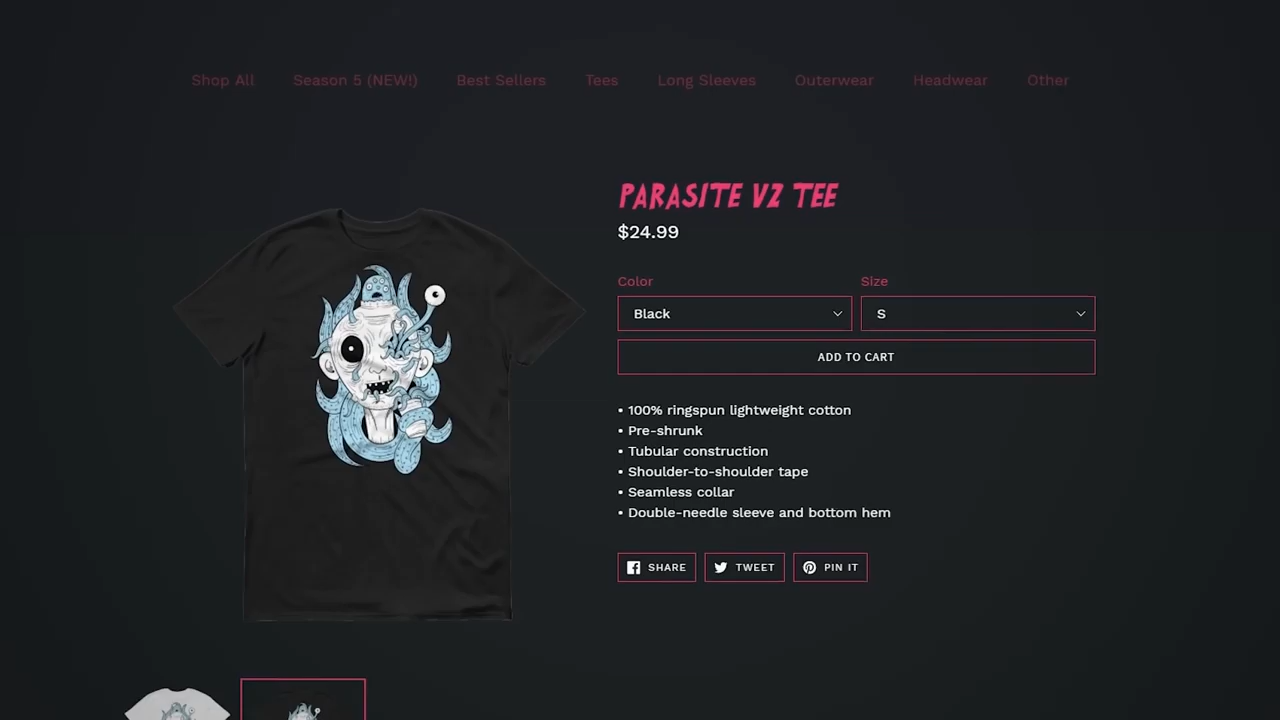 Shop All Season 5 (NEW!) Best Sellers Tees Long Sleeves Outerwear Headwear Other
PARASITE V2 TEE
$24.99
Color Size
Black S
ADD TO CART
• 100% ringspun lightweight cotton
• Pre-shrunk
• Tubular construction
• Shoulder-to-shoulder tape
• Seamless collar
• Double-needle sleeve and bottom hem
SHARE TWEET PIN IT